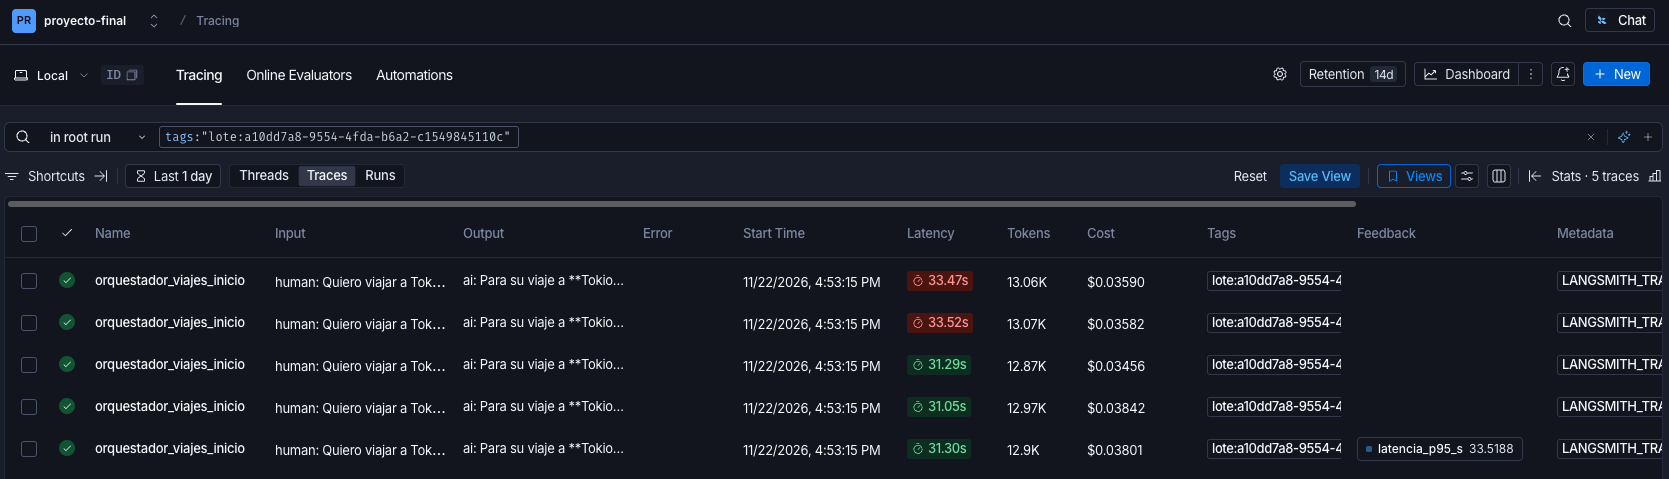 PR proyecto-final / Tracing Chat
Local ID Tracing Online Evaluators Automations Retention 14d Dashboard New
in root run tags:"lote:a10dd7a8-9554-4fda-b6a2-c1549845110c"
Shortcuts Last 1 day Threads Traces Runs Reset Save View Views Stats · 5 traces
Name Input Output Error Start Time Latency Tokens Cost Tags Feedback Metadata
orquestador_viajes_inicio human: Quiero viajar a Tok... ai: Para su viaje a **Tokio... 11/22/2026, 4:53:15 PM 33.47s 13.06K $0.03590 lote:a10dd7a8-9554-4 LANGSMITH_TRA
orquestador_viajes_inicio human: Quiero viajar a Tok... ai: Para su viaje a **Tokio... 11/22/2026, 4:53:15 PM 33.52s 13.07K $0.03582 lote:a10dd7a8-9554-4 LANGSMITH_TRA
orquestador_viajes_inicio human: Quiero viajar a Tok... ai: Para su viaje a **Tokio... 11/22/2026, 4:53:15 PM 31.29s 12.87K $0.03456 lote:a10dd7a8-9554-4 LANGSMITH_TRA
orquestador_viajes_inicio human: Quiero viajar a Tok... ai: Para su viaje a **Tokio... 11/22/2026, 4:53:15 PM 31.05s 12.97K $0.03842 lote:a10dd7a8-9554-4 LANGSMITH_TRA
orquestador_viajes_inicio human: Quiero viajar a Tok... ai: Para su viaje a **Tokio... 11/22/2026, 4:53:15 PM 31.30s 12.9K $0.03801 lote:a10dd7a8-9554-4 latencia_p95_s 33.5188 LANGSMITH_TRA